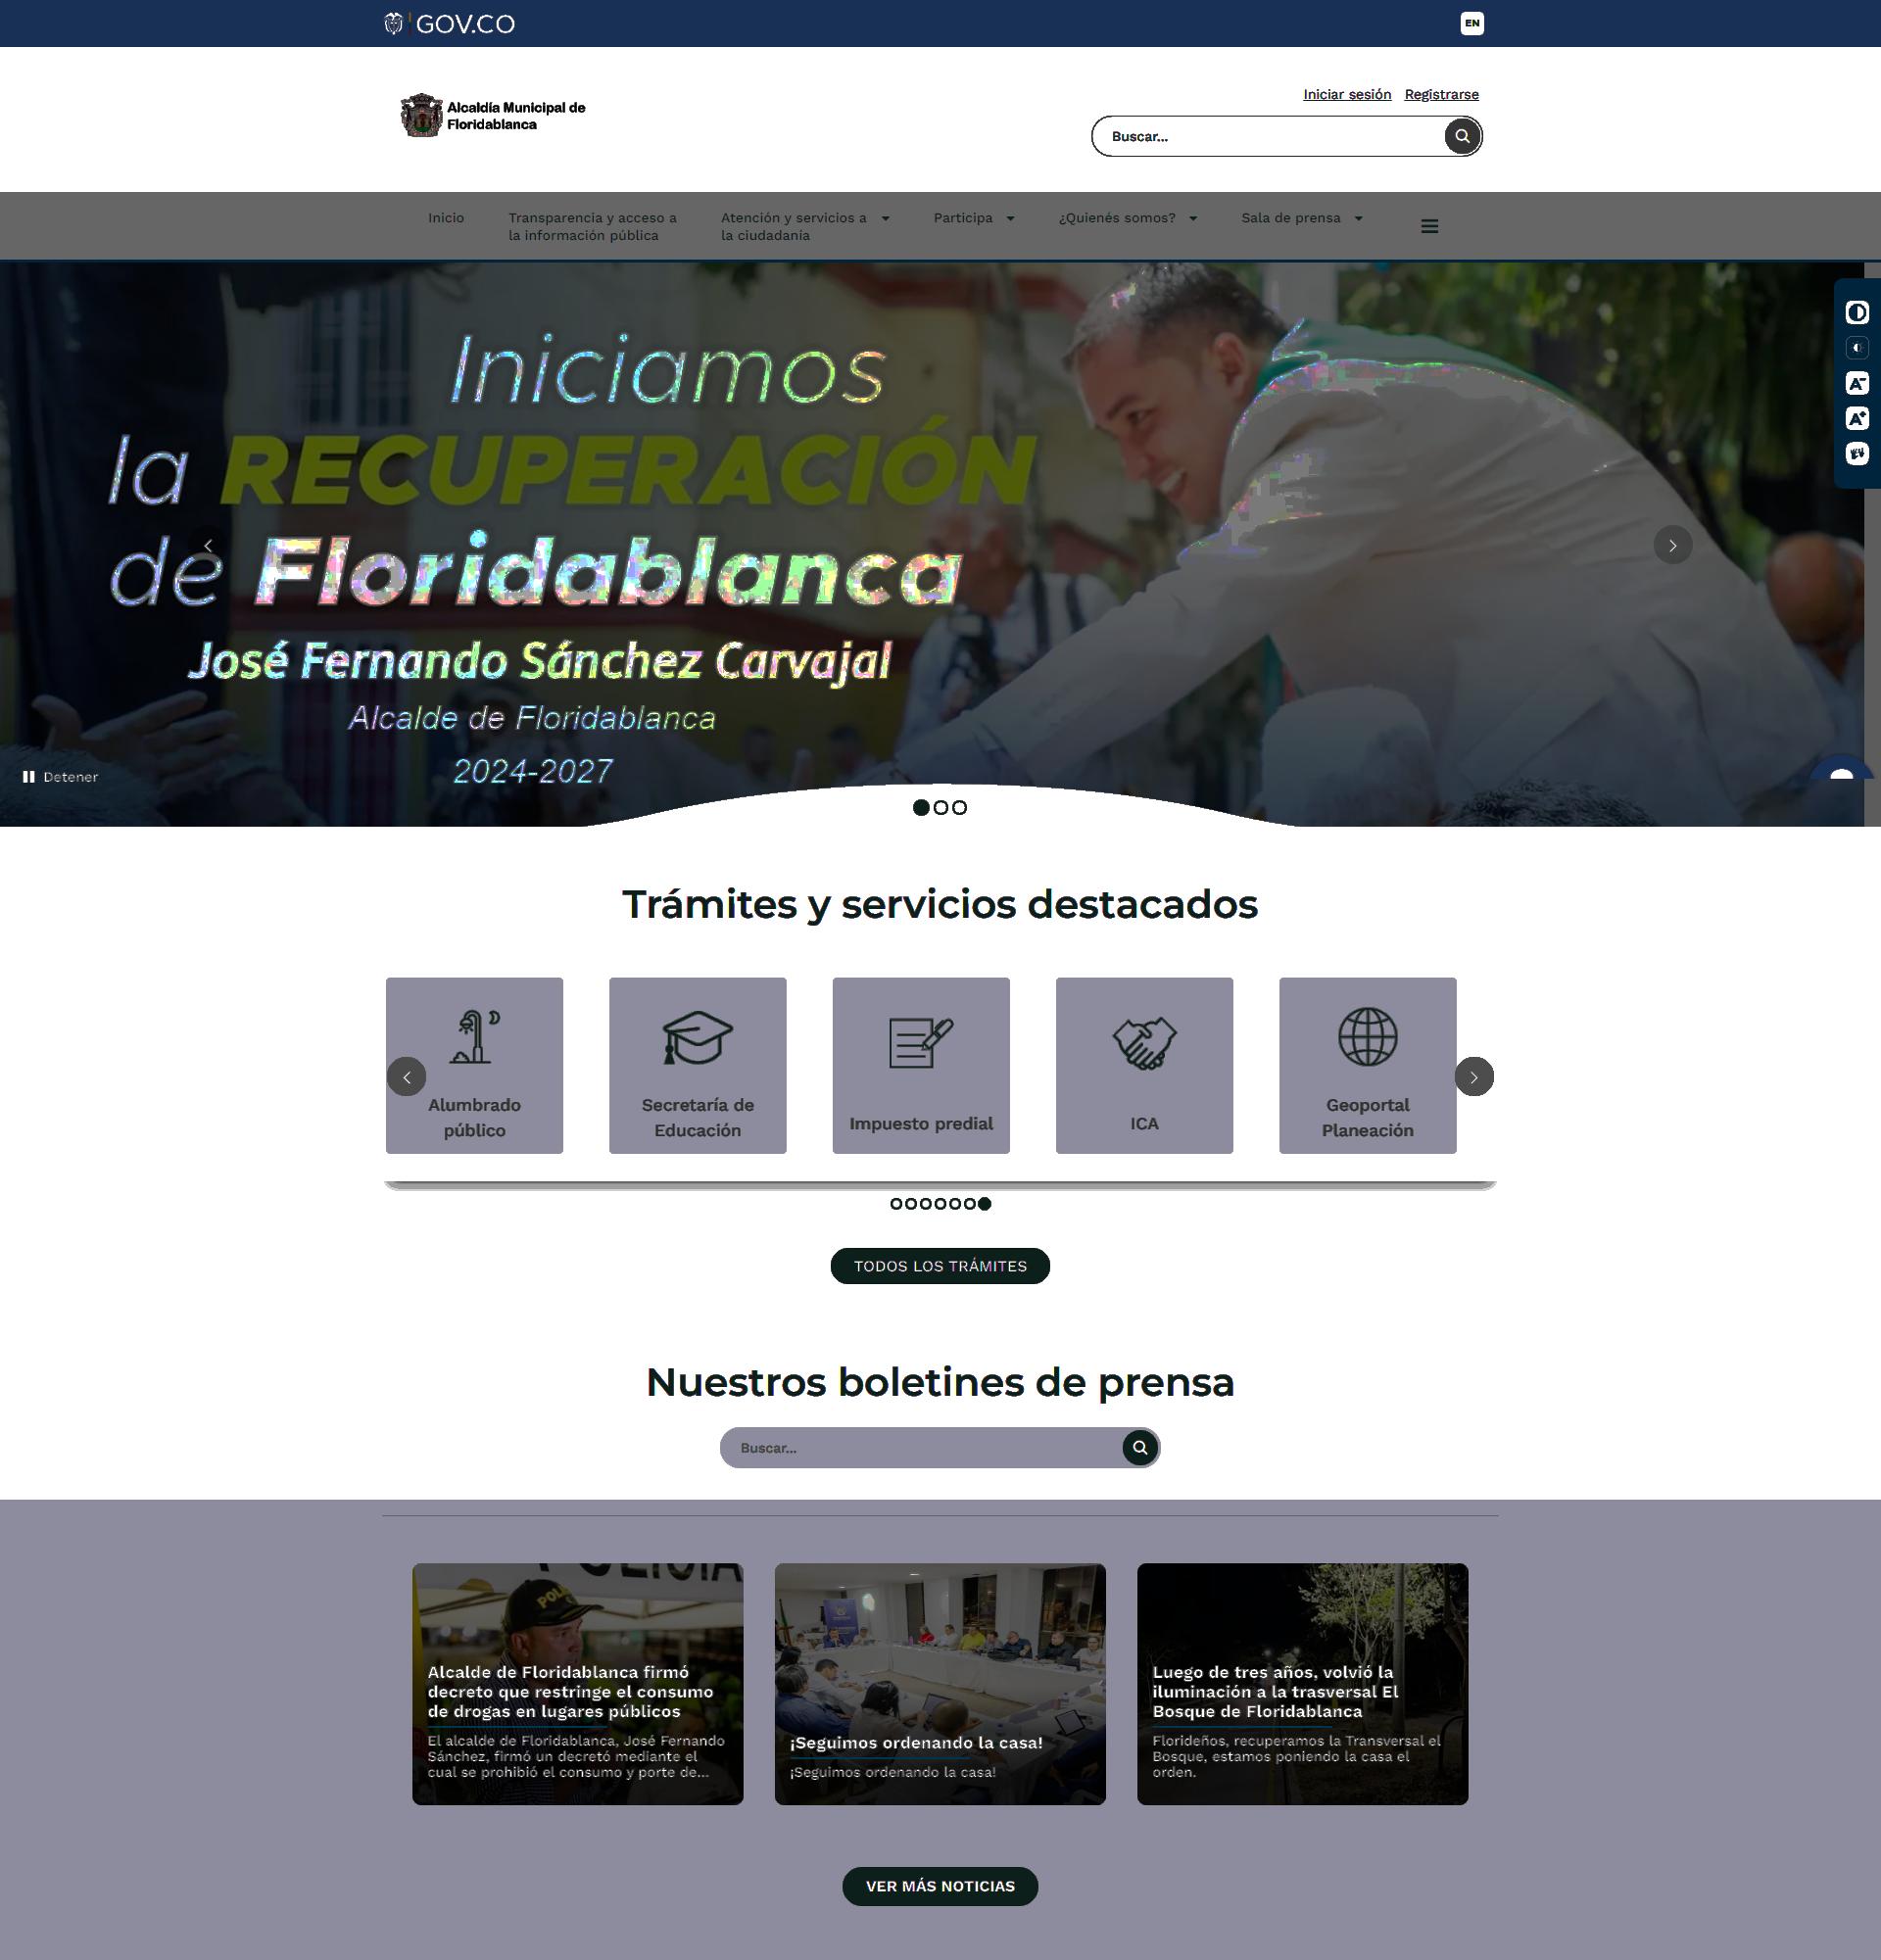 GOV.CO
EN
Alcaldía Municipal de
Floridablanca
Iniciar sesión Registrarse
Buscar...
Inicio
Transparencia y acceso a
la información pública
Atención y servicios a
la ciudadanía
Participa
¿Quienés somos?
Sala de prensa
Iniciamos
la RECUPERACIÓN
de Floridablanca
José Fernando Sánchez Carvajal
Alcalde de Floridablanca
2024-2027
Detener
A-
A+
Trámites y servicios destacados
Alumbrado
público
Secretaría de
Educación
Impuesto predial
ICA
Geoportal
Planeación
TODOS LOS TRÁMITES
Nuestros boletines de prensa
Buscar...
Alcalde de Floridablanca firmó
decreto que restringe el consumo
de drogas en lugares públicos
El alcalde de Floridablanca, José Fernando
Sánchez, firmó un decretó mediante el
cual se prohibió el consumo y porte de...
¡Seguimos ordenando la casa!
¡Seguimos ordenando la casa!
Luego de tres años, volvió la
iluminación a la trasversal El
Bosque de Floridablanca
Florideños, recuperamos la Transversal el
Bosque, estamos poniendo la casa el
orden.
VER MÁS NOTICIAS